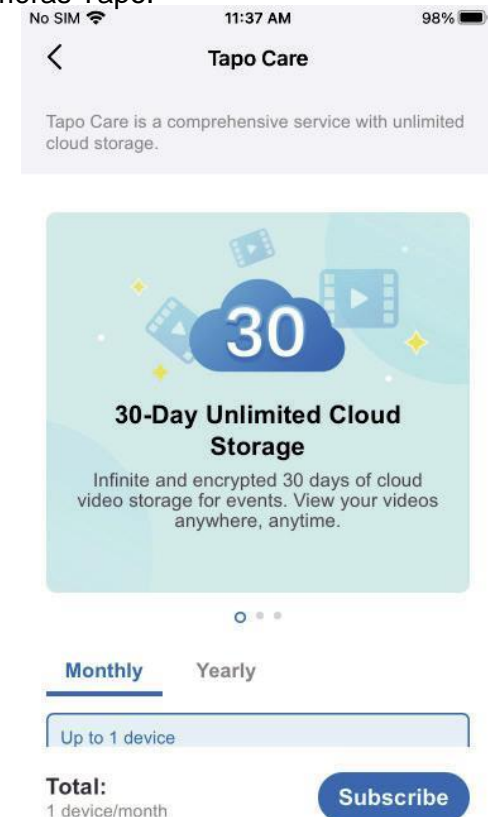 No SIM 11:37 AM 98%
Tapo Care
Tapo Care is a comprehensive service with unlimited
cloud storage.
30
30-Day Unlimited Cloud
Storage
Infinite and encrypted 30 days of cloud
video storage for events. View your videos
anywhere, anytime.
Monthly Yearly
Up to 1 device
Total:
1 device/month
Subscribe